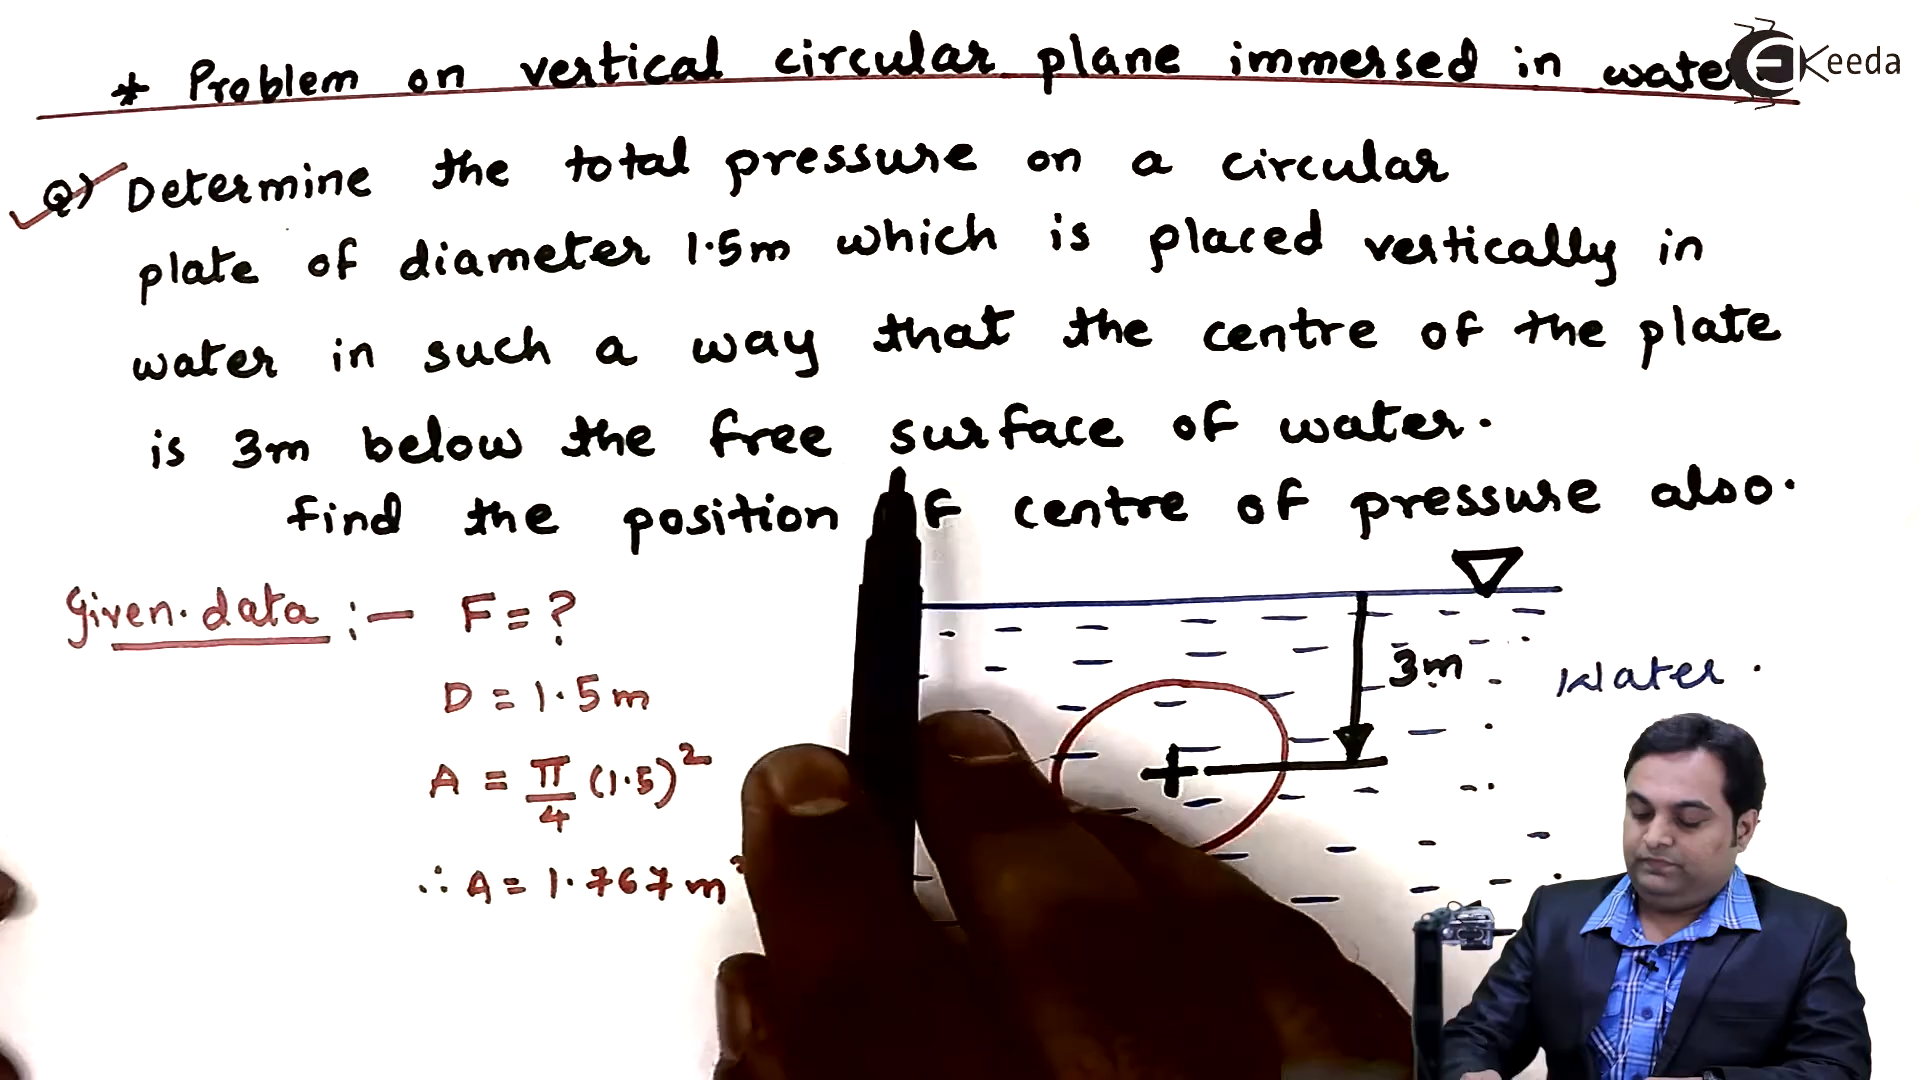 * Problem on vertical circular plane immersed in water
Keeda
Q) Determine the total pressure on a circular
plate of diameter 1.5m which is placed vertically in
water in such a way that the centre of the plate
is 3m below the free surface of water.
Find the position of centre of pressure also.
Given data :- F = ?
D = 1.5m
A = π/4 (1.5)²
∴ A = 1.767 m²
3m
Water.